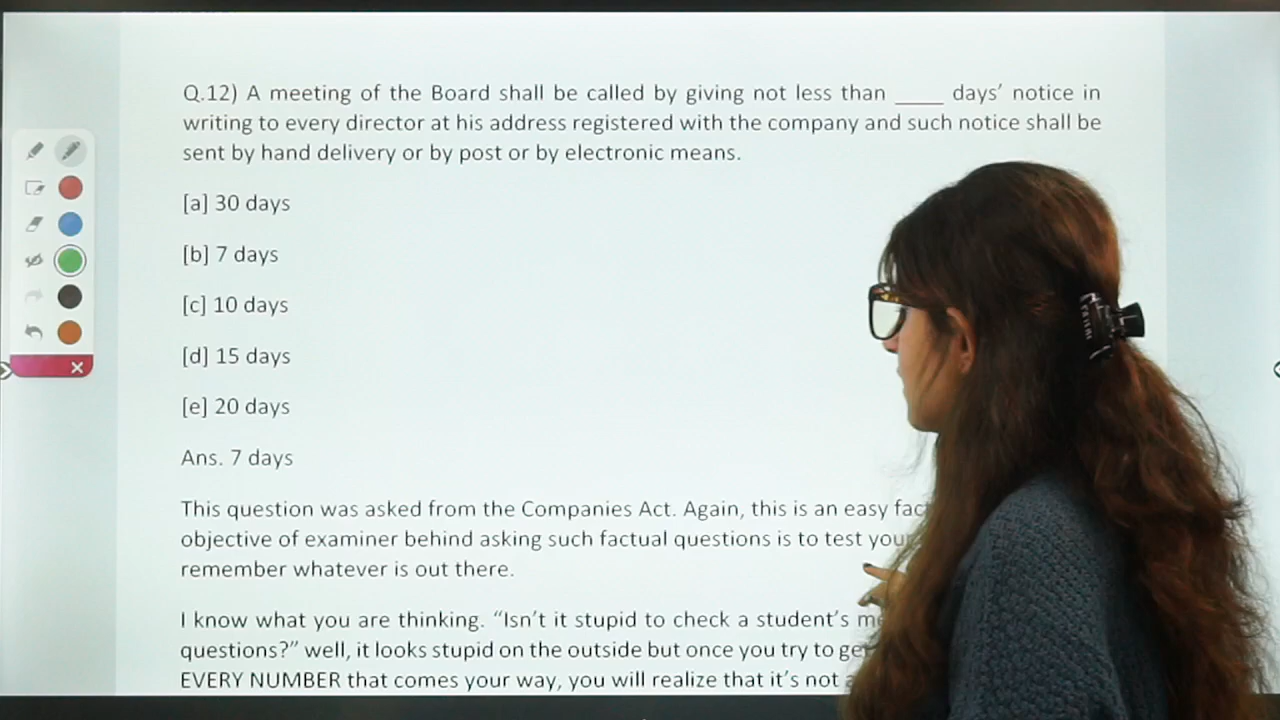 Q.12) A meeting of the Board shall be called by giving not less than ____ days’ notice in
writing to every director at his address registered with the company and such notice shall be
sent by hand delivery or by post or by electronic means.
[a] 30 days
[b] 7 days
[c] 10 days
[d] 15 days
[e] 20 days
Ans. 7 days
This question was asked from the Companies Act. Again, this is an easy
objective of examiner behind asking such factual questions is to test
remember whatever is out there.
I know what you are thinking. “Isn’t it stupid to check a student’s
questions?” well, it looks stupid on the outside but once you try to
EVERY NUMBER that comes your way, you will realize that it’s not